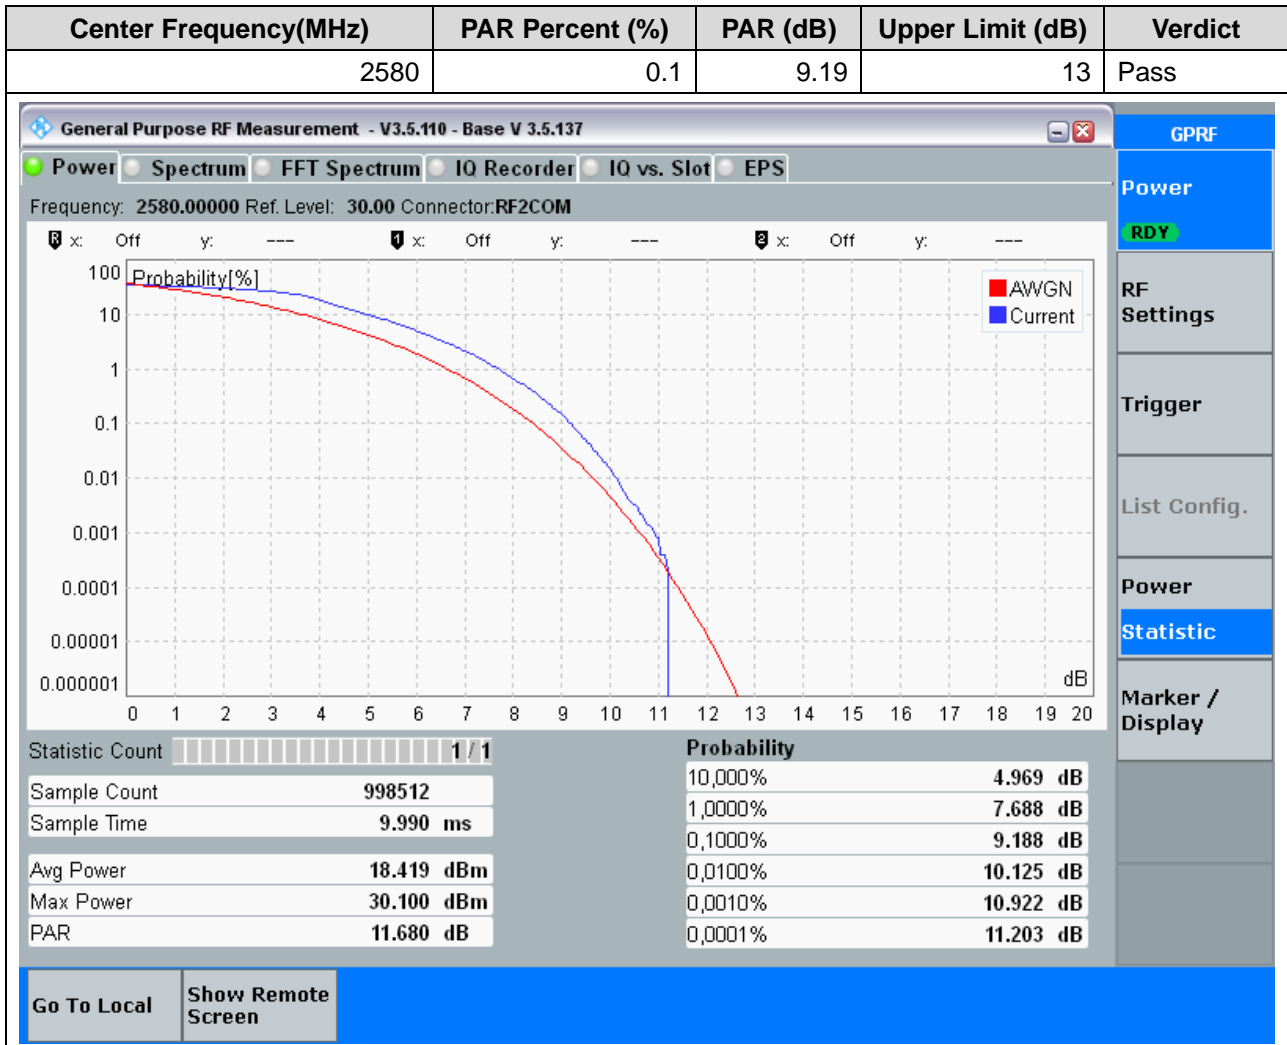 Center Frequency(MHz) PAR Percent (%) PAR (dB) Upper Limit (dB) Verdict
2580 0.1 9.19 13 Pass
General Purpose RF Measurement - V3.5.110 - Base V 3.5.137
GPRF
Power Spectrum FFT Spectrum IQ Recorder IQ vs. Slot EPS
Power
RDY
Frequency: 2580.00000 Ref. Level: 30.00 Connector:RF2COM
R x: Off y: --- 1 x: Off y: --- 2 x: Off y: ---
Probability[%]
AWGN
Current
100
10
1
0.1
0.01
0.001
0.0001
0.00001
0.000001
dB
0 1 2 3 4 5 6 7 8 9 10 11 12 13 14 15 16 17 18 19 20
RF
Settings
Trigger
List Config.
Power
Statistic
Marker /
Display
Statistic Count 1 / 1
Sample Count 998512
Sample Time 9.990 ms
Avg Power 18.419 dBm
Max Power 30.100 dBm
PAR 11.680 dB
Probability
10,000% 4.969 dB
1,0000% 7.688 dB
0,1000% 9.188 dB
0,0100% 10.125 dB
0,0010% 10.922 dB
0,0001% 11.203 dB
Go To Local
Show Remote
Screen